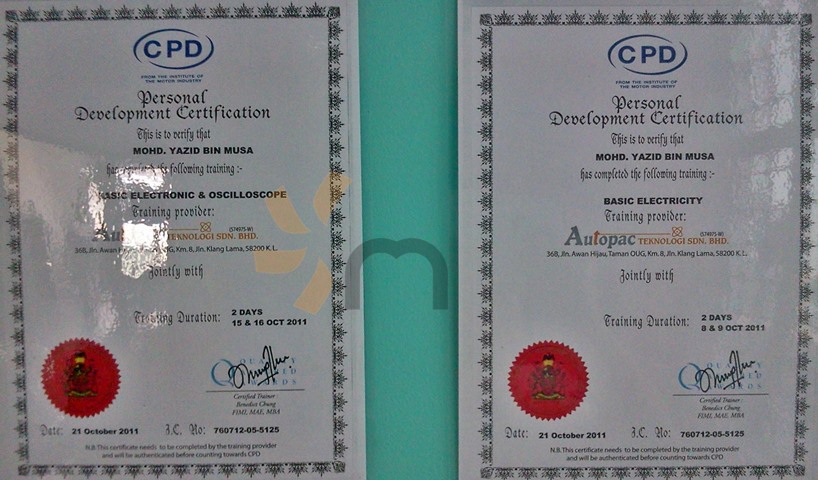 CPD
FROM THE INSTITUTE OF
THE MOTOR INDUSTRY
Personal
Development Certification
This is to verify that
MOHD. YAZID BIN MUSA
the following training :-
BASIC ELECTRONIC & OSCILLOSCOPE
Training provider:
TEKNOLOGI SDN. BHD.
(574975-W)
36B, Jln. Awan OUG, Km. 8, Jln. Klang Lama, 58200 K.L.
Jointly with
Training Duration:
2 DAYS
15 & 16 OCT 2011
Certified Trainer :
Benedict Chung
FIMI, MAE, MBA
Date: 21 October 2011 I.C. No: 760712-05-5125
N.B. This certificate needs to be completed by the training provider
and will be authenticated before counting towards CPD
CPD
FROM THE INSTITUTE OF
THE MOTOR INDUSTRY
Personal
Development Certification
This is to verify that
MOHD. YAZID BIN MUSA
has completed the following training :-
BASIC ELECTRICITY
Training provider:
Autopac TEKNOLOGI SDN. BHD.
(574975-W)
36B, Jln. Awan Hijau, Taman OUG, Km. 8, Jln. Klang Lama, 58200 K.L.
Jointly with
Training Duration:
2 DAYS
8 & 9 OCT 2011
Certified Trainer :
Benedict Chung
FIMI, MAE, MBA
Date: 21 October 2011 I.C. No: 760712-05-5125
N.B. This certificate needs to be completed by the training provider
and will be authenticated before counting towards CPD